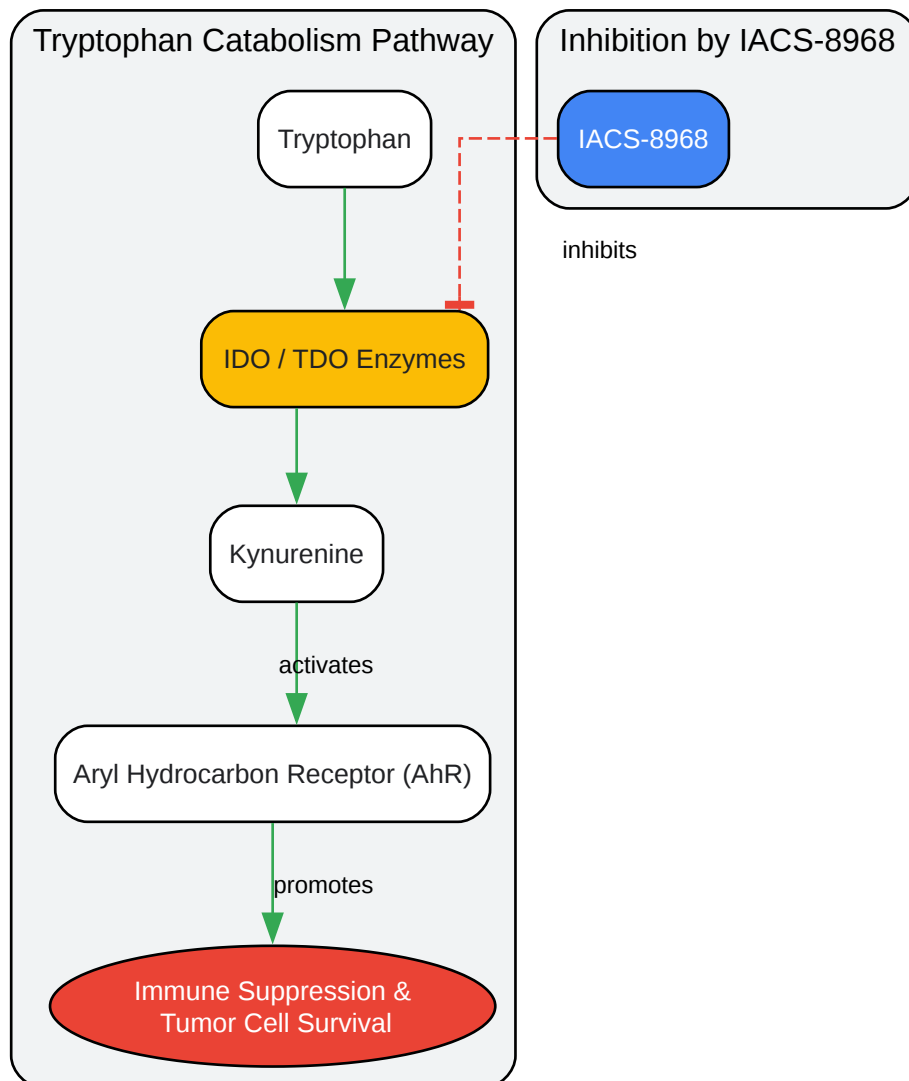 Tryptophan Catabolism Pathway
Inhibition by IACS-8968
Tryptophan
IACS-8968
inhibits
IDO / TDO Enzymes
Kynurenine
activates
Aryl Hydrocarbon Receptor (AhR)
promotes
Immune Suppression &
Tumor Cell Survival